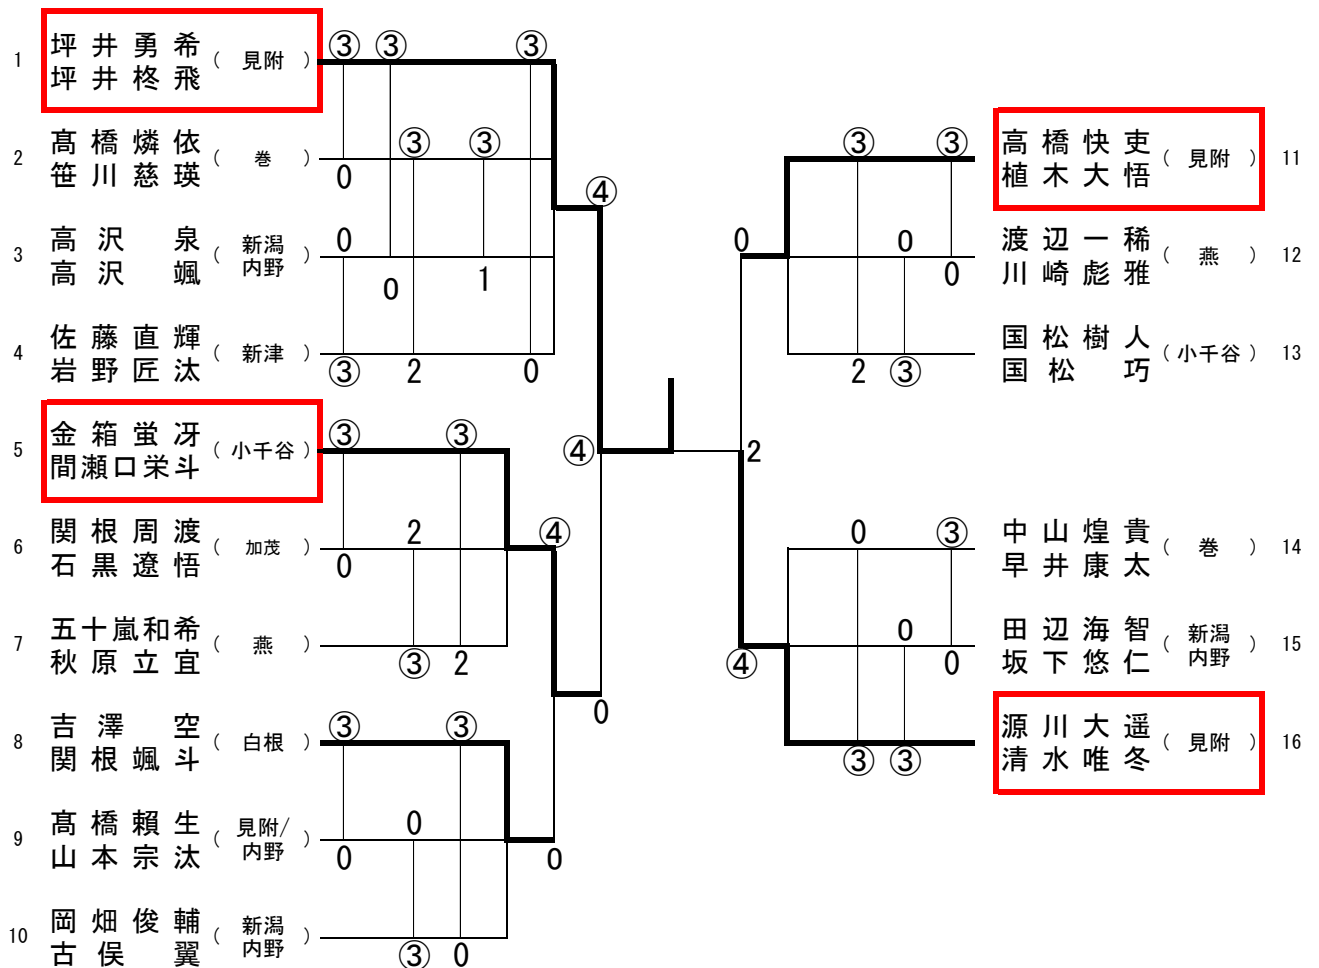 1 坪井勇希 坪井柊飛 (見附) ③ ③ ③
2 髙橋燐依 笹川慈瑛 (巻) 0 ③ ③
3 高沢泉 高沢颯 (新潟内野) 0 0 1
4 佐藤直輝 岩野匠汰 (新津) ③ 2 0
5 金箱蛍冴 間瀬口栄斗 (小千谷) ③ ③
6 関根周渡 石黒遼悟 (加茂) 0 2
7 五十嵐和希 秋原立宜 (燕) ③ 2
8 吉澤空 関根颯斗 (白根) ③ ③
9 髙橋賴生 山本宗汰 (見附/内野) 0 0
10 岡畑俊輔 古俣翼 (新潟内野) ③ 0
④ ④ 0 0
④ 2
0 ④
③ ③ 高橋快吏 植木大悟 (見附) 11
0 0 渡辺一稀 川崎彪雅 (燕) 12
2 ③ 国松樹人 国松巧 (小千谷) 13
0 ③ 中山煌貴 早井康太 (巻) 14
0 0 田辺海智 坂下悠仁 (新潟内野) 15
③ ③ 源川大遥 清水唯冬 (見附) 16